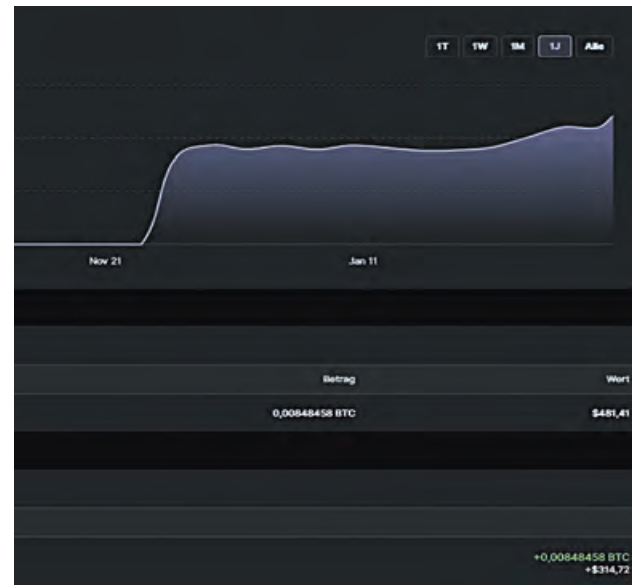 1T 1W 1M 1J Alle
Nov 21 Jan 11
Betrag Wert
0,00848458 BTC $481,41
+0,00848458 BTC
+$314,72